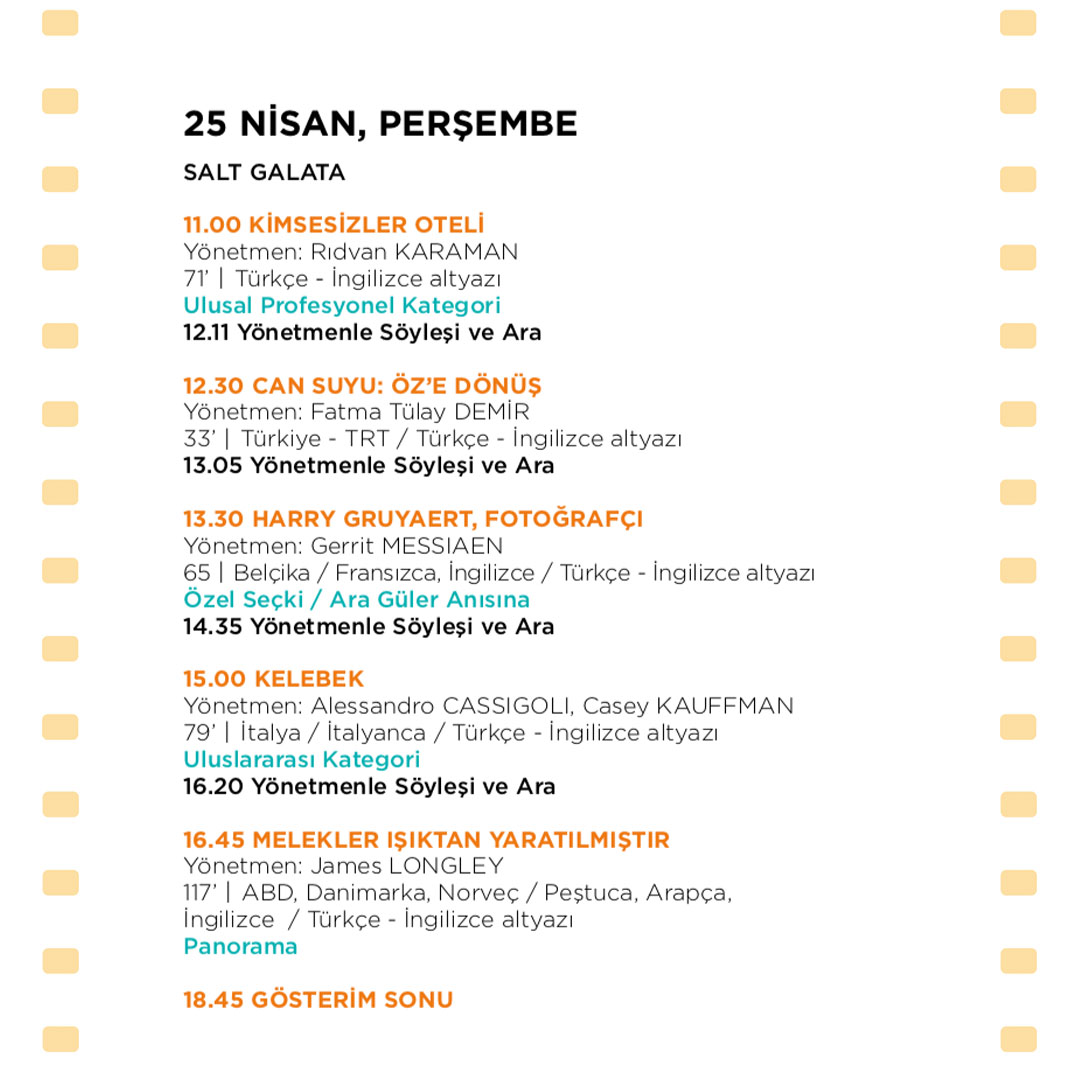 25 NİSAN, PERŞEMBE
SALT GALATA
11.00 KİMSESİZLER OTELİ
Yönetmen: Rıdvan KARAMAN
71’ | Türkçe - İngilizce altyazı
Ulusal Profesyonel Kategori
12.11 Yönetmenle Söyleşi ve Ara
12.30 CAN SUYU: ÖZ’E DÖNÜŞ
Yönetmen: Fatma Tülay DEMİR
33’ | Türkiye - TRT / Türkçe - İngilizce altyazı
13.05 Yönetmenle Söyleşi ve Ara
13.30 HARRY GRUYAERT, FOTOĞRAFÇI
Yönetmen: Gerrit MESSIAEN
65 | Belçika / Fransızca, İngilizce / Türkçe - İngilizce altyazı
Özel Seçki / Ara Güler Anısına
14.35 Yönetmenle Söyleşi ve Ara
15.00 KELEBEK
Yönetmen: Alessandro CASSIGOLI, Casey KAUFFMAN
79’ | İtalya / İtalyanca / Türkçe - İngilizce altyazı
Uluslararası Kategori
16.20 Yönetmenle Söyleşi ve Ara
16.45 MELEKLER IŞIKTAN YARATILMIŞTIR
Yönetmen: James LONGLEY
117’ | ABD, Danimarka, Norveç / Peştuca, Arapça,
İngilizce / Türkçe - İngilizce altyazı
Panorama
18.45 GÖSTERİM SONU